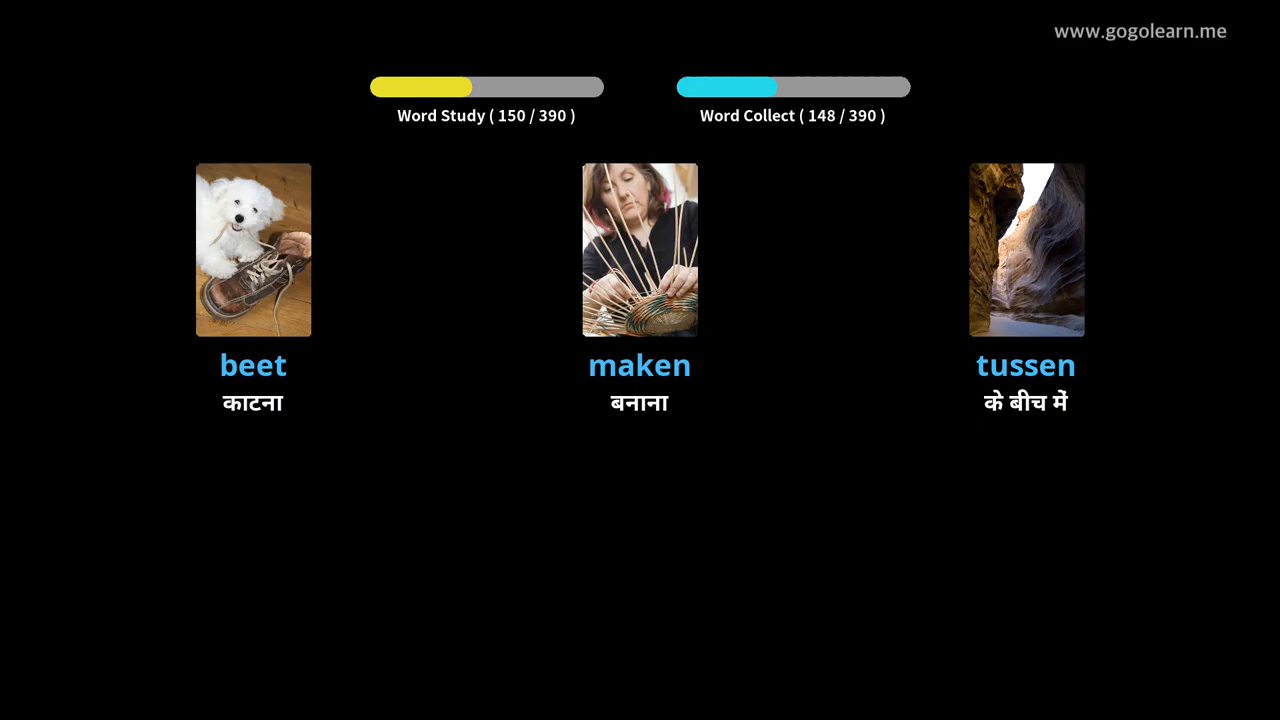 www.gogolearn.me
Word Study ( 150 / 390 )
Word Collect ( 148 / 390 )
beet
maken
tussen
काटना
बनाना
के बीच में